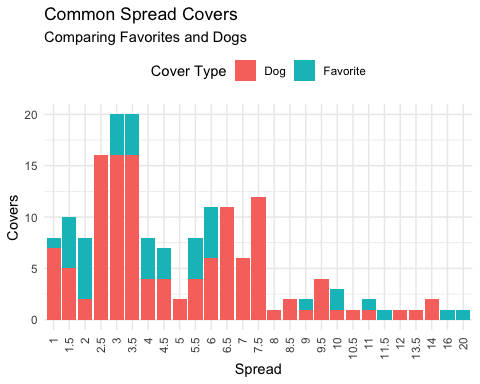 Common Spread Covers
Comparing Favorites and Dogs
Cover Type Dog Favorite
Covers
20
15
10
5
0
1 1.5 2 2.5 3 3.5 4 4.5 5 5.5 6 6.5 7 7.5 8 8.5 9 9.5 10 10.5 11 11.5 12 13.5 14 16 20
Spread